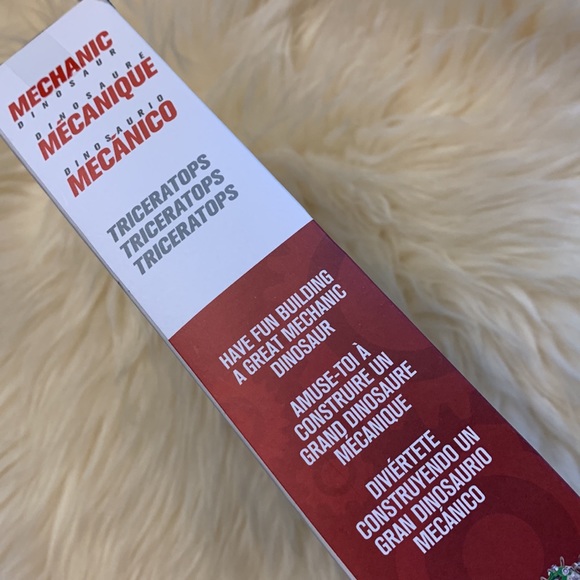 MECHANIC
DINOSAUR
DINOSAURE
MÉCANIQUE
DINOSAURIO
MECÁNICO
TRICERATOPS
TRICERATOPS
TRICERATOPS
HAVE FUN BUILDING
A GREAT MECHANIC
DINOSAUR
AMUSE-TOI À
CONSTRUIRE UN
GRAND DINOSAURE
MÉCANIQUE
DIVIÉRTETE
CONSTRUYENDO UN
GRAN DINOSAURIO
MECÁNICO